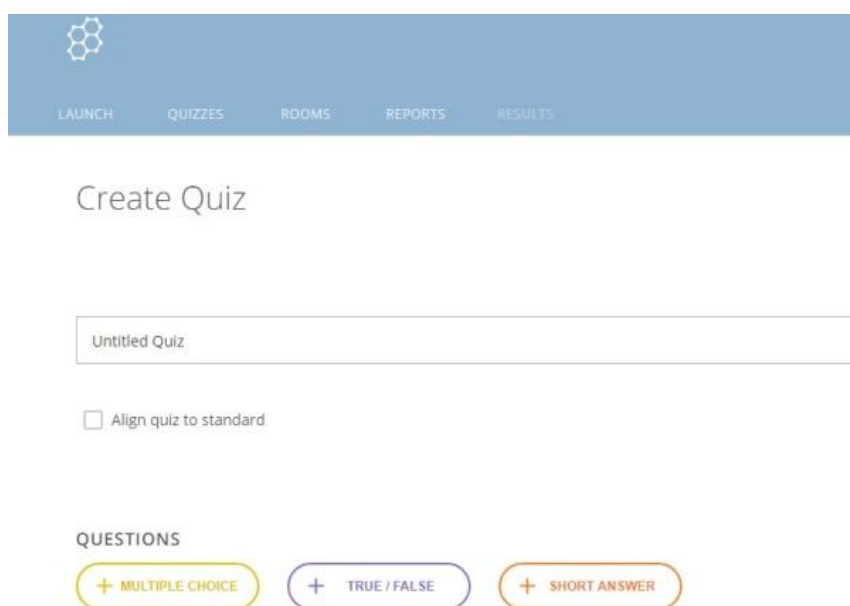 LAUNCH QUIZZES ROOMS REPORTS RESULTS
Create Quiz
Untitled Quiz
Align quiz to standard
QUESTIONS
+ MULTIPLE CHOICE + TRUE / FALSE + SHORT ANSWER